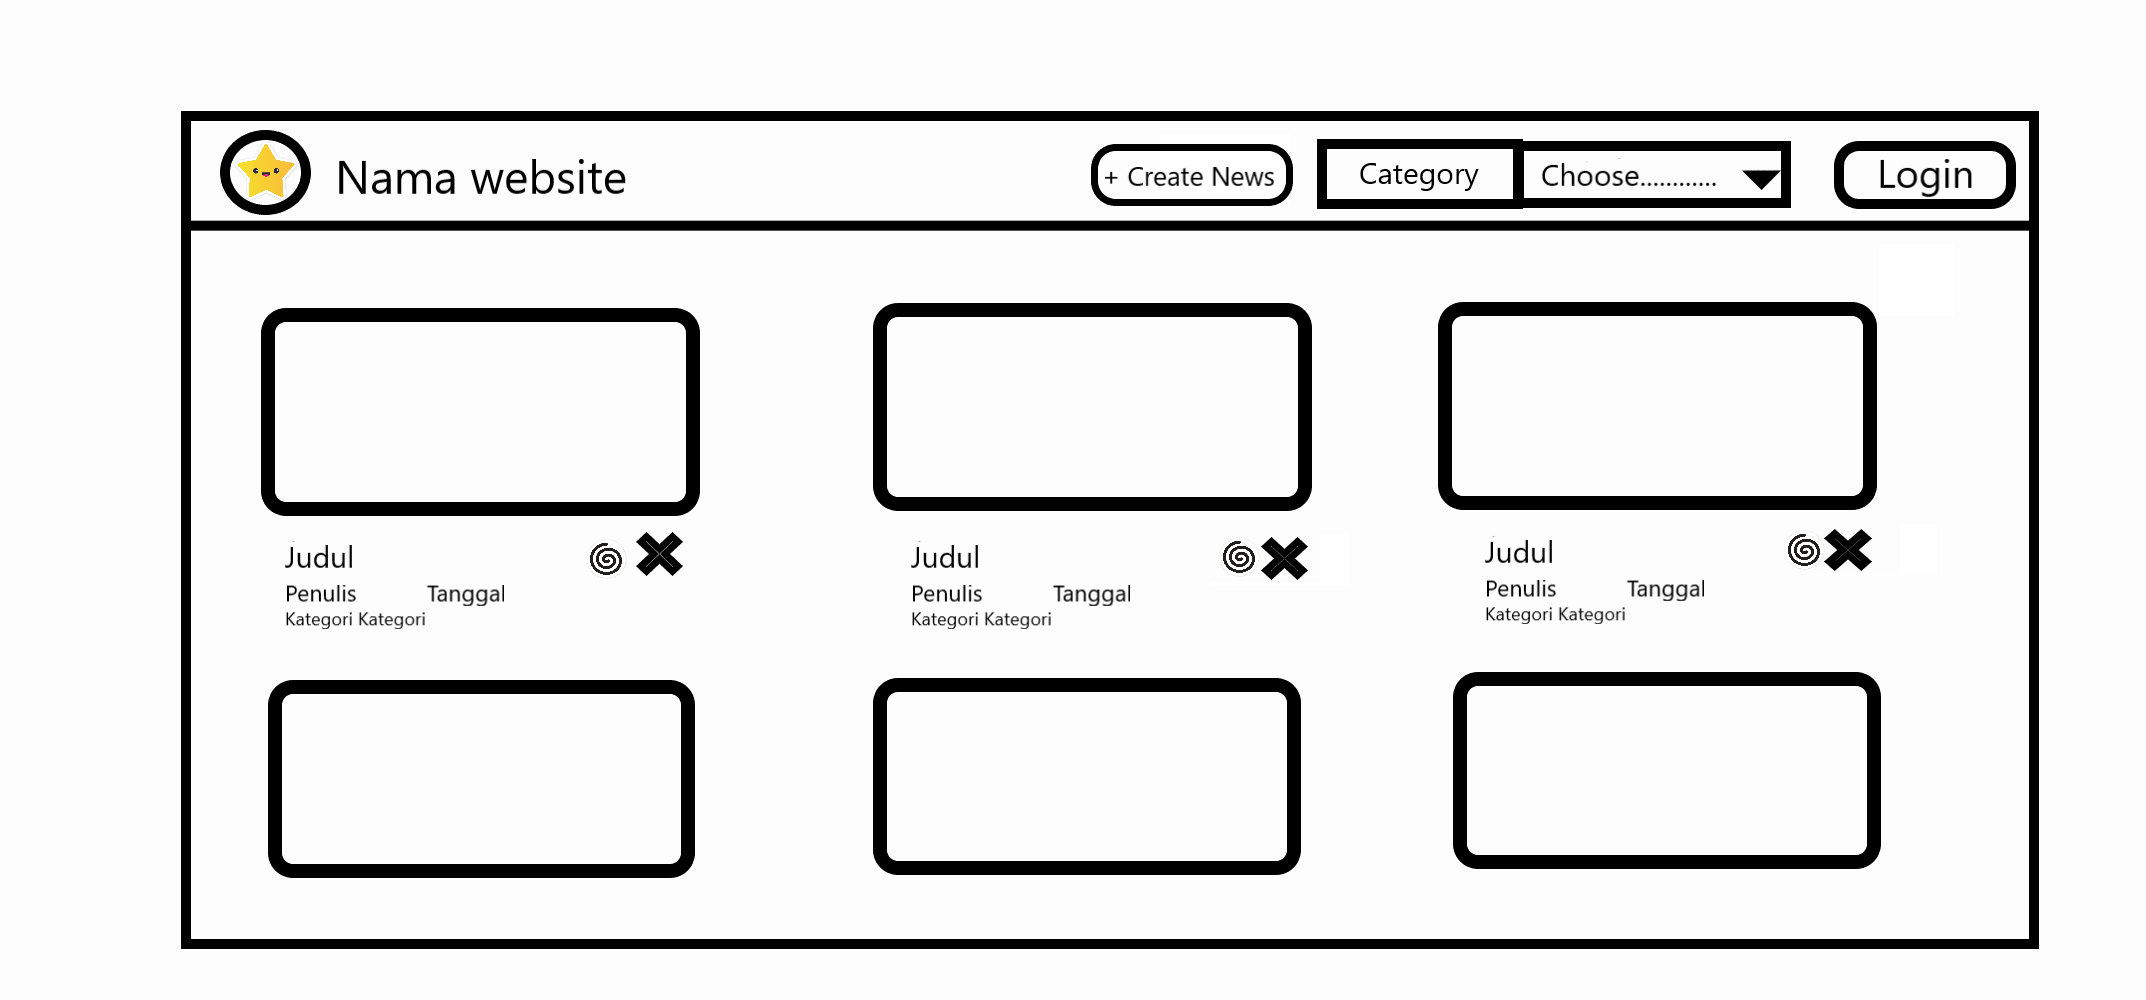 Nama website
+ Create News
Category
Choose............
Login
Judul
Penulis Tanggal
Kategori Kategori
Judul
Penulis Tanggal
Kategori Kategori
Judul
Penulis Tanggal
Kategori Kategori